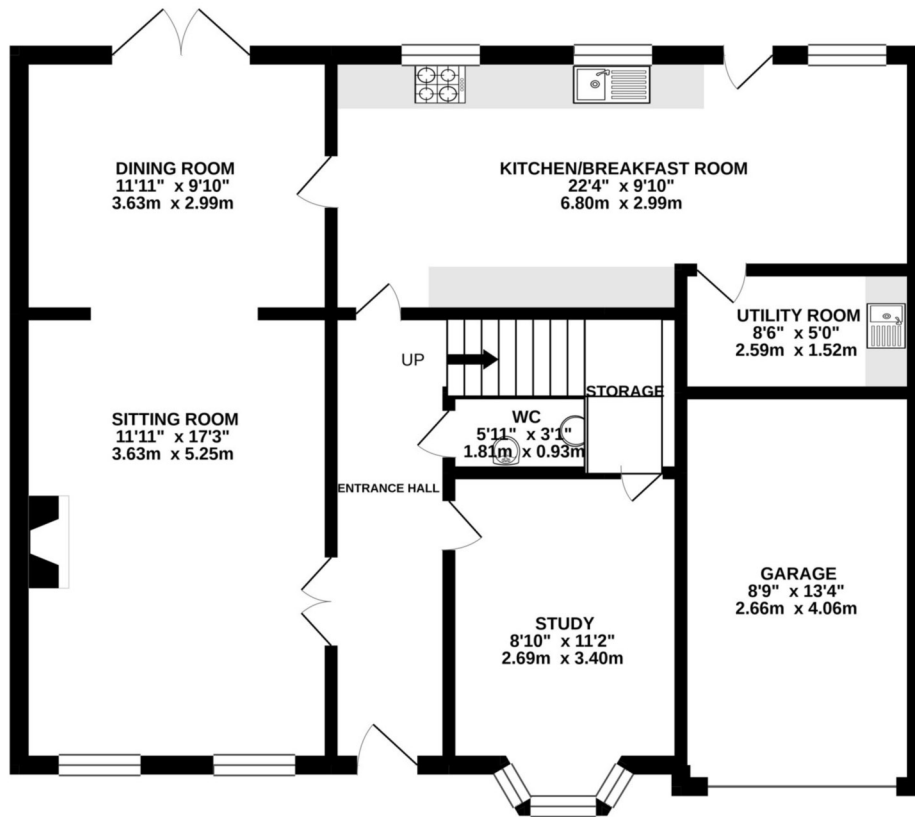 DINING ROOM
11'11" x 9'10"
3.63m x 2.99m
KITCHEN/BREAKFAST ROOM
22'4" x 9'10"
6.80m x 2.99m
UTILITY ROOM
8'6" x 5'0"
2.59m x 1.52m
UP
STORAGE
SITTING ROOM
11'11" x 17'3"
3.63m x 5.25m
WC
5'11" x 3'1"
1.81m x 0.93m
ENTRANCE HALL
GARAGE
8'9" x 13'4"
2.66m x 4.06m
STUDY
8'10" x 11'2"
2.69m x 3.40m